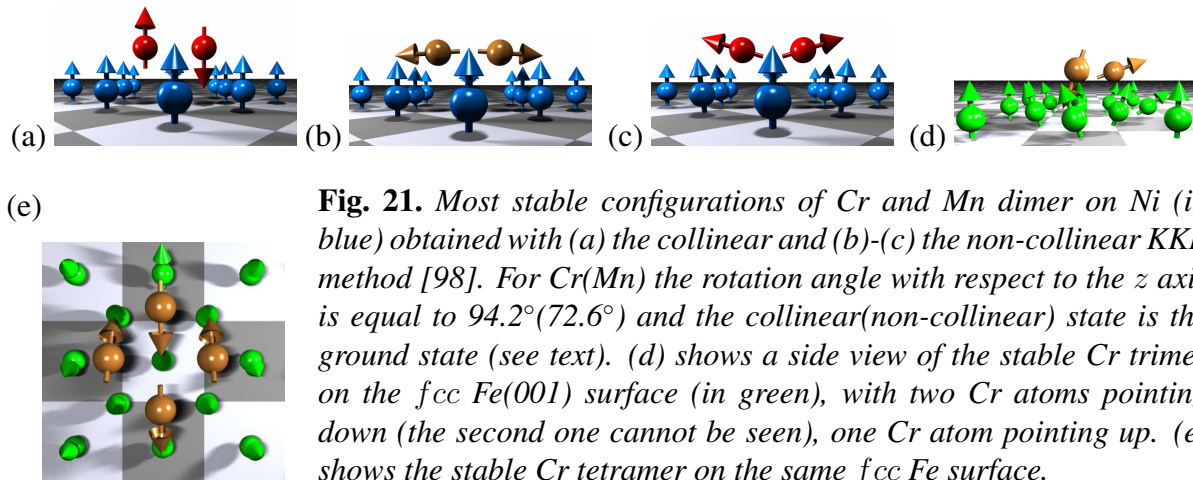 (a) (b) (c) (d)
(e)
Fig. 21. Most stable configurations of Cr and Mn dimer on Ni (i
blue) obtained with (a) the collinear and (b)-(c) the non-collinear KK
method [98]. For Cr(Mn) the rotation angle with respect to the z axi
is equal to 94.2°(72.6°) and the collinear(non-collinear) state is th
ground state (see text). (d) shows a side view of the stable Cr trime
on the fcc Fe(001) surface (in green), with two Cr atoms pointin
down (the second one cannot be seen), one Cr atom pointing up. (e
shows the stable Cr tetramer on the same fcc Fe surface.